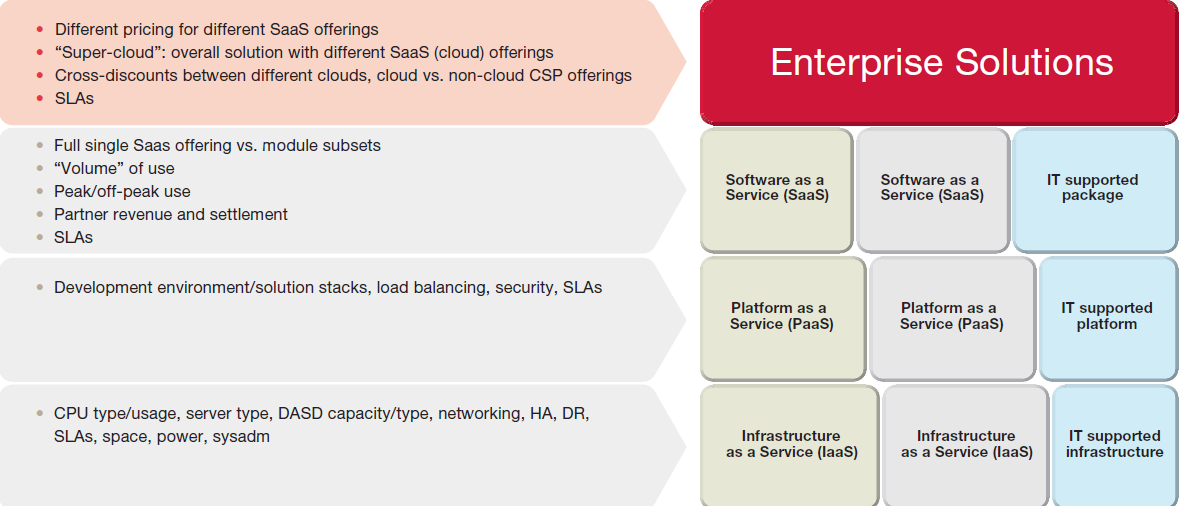 • Different pricing for different SaaS offerings
• “Super-cloud”: overall solution with different SaaS (cloud) offerings
• Cross-discounts between different clouds, cloud vs. non-cloud CSP offerings
• SLAs
Enterprise Solutions
• Full single Saas offering vs. module subsets
• “Volume” of use
• Peak/off-peak use
• Partner revenue and settlement
• SLAs
Software as a
Service (SaaS)
Software as a
Service (SaaS)
IT supported
package
• Development environment/solution stacks, load balancing, security, SLAs
Platform as a
Service (PaaS)
Platform as a
Service (PaaS)
IT supported
platform
• CPU type/usage, server type, DASD capacity/type, networking, HA, DR,
SLAs, space, power, sysadm
Infrastructure
as a Service (IaaS)
Infrastructure
as a Service (IaaS)
IT supported
infrastructure